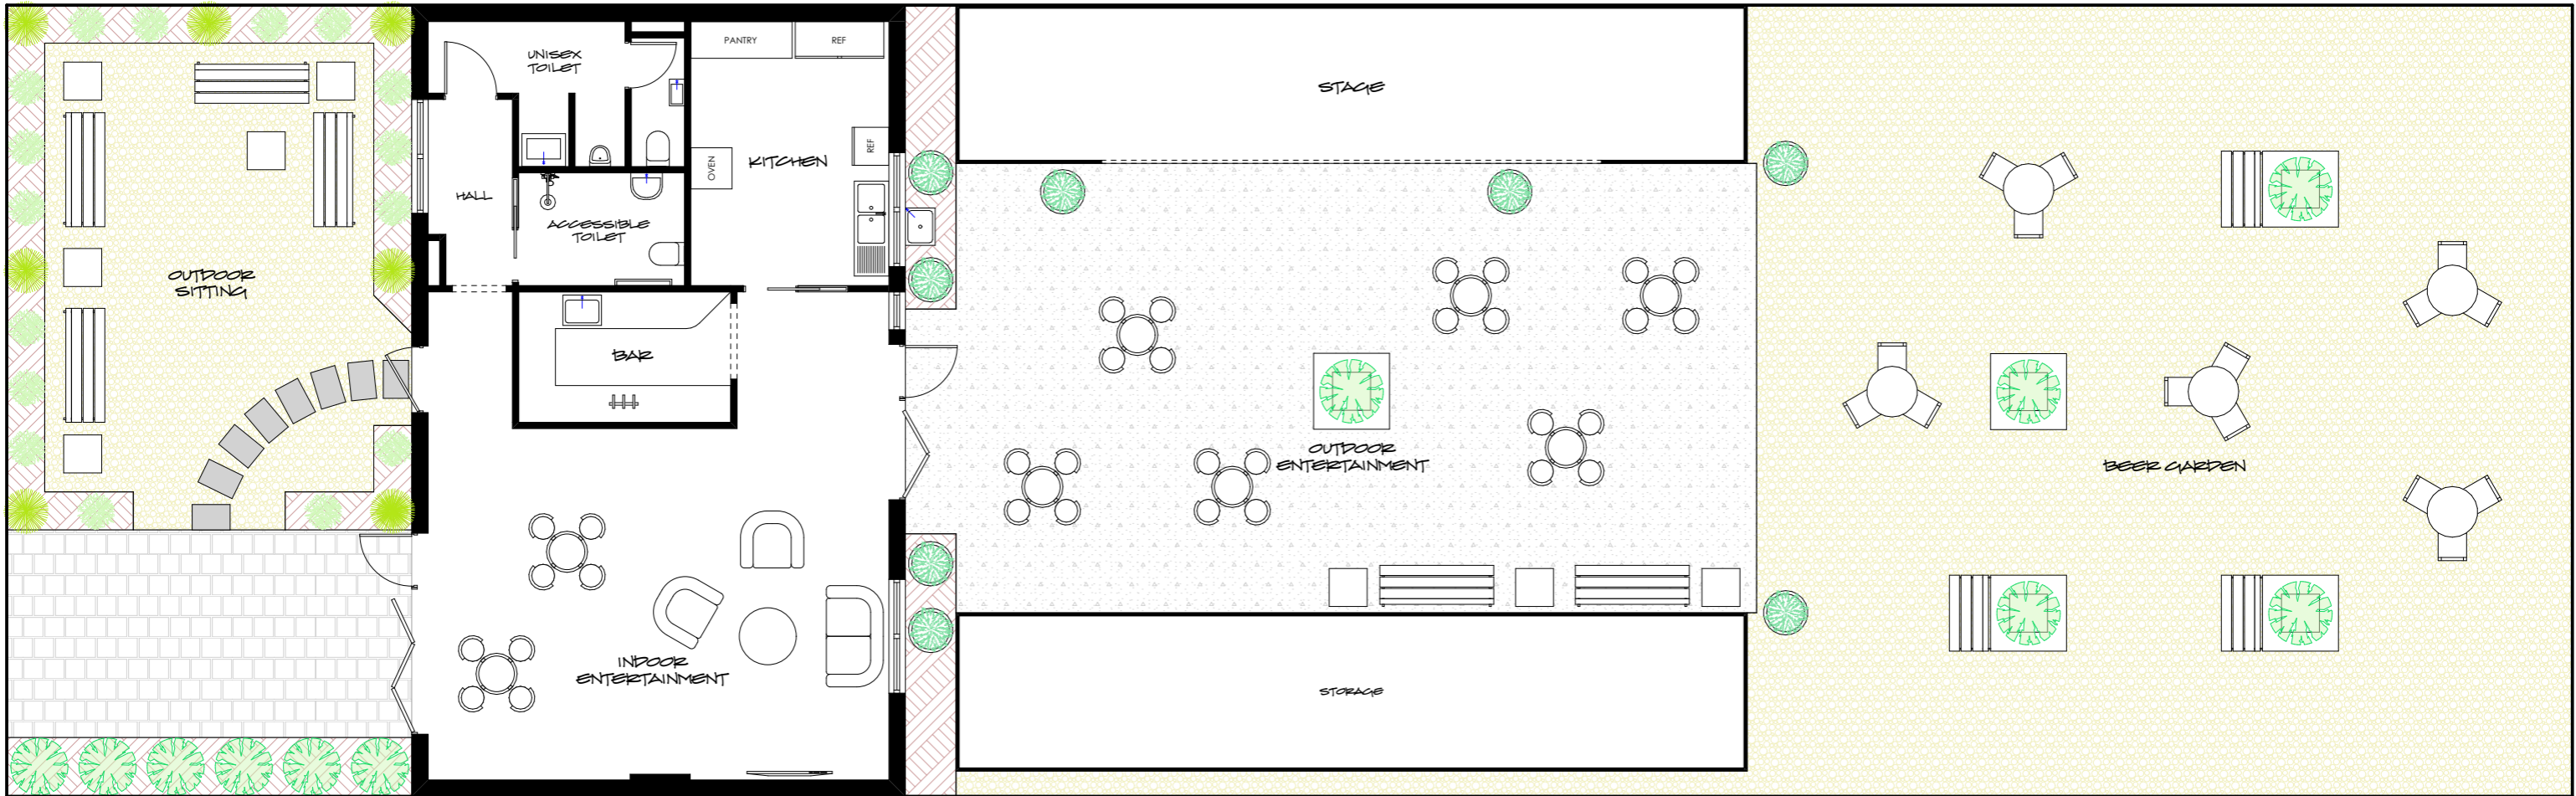 UNISEX
TOILET
PANTRY
REF
STAGE
REF
OVEN
KITCHEN
HALL
ACCESSIBLE
TOILET
OUTDOOR
SITTING
BAR
OUTDOOR
ENTERTAINMENT
BEER GARDEN
INDOOR
ENTERTAINMENT
STORAGE